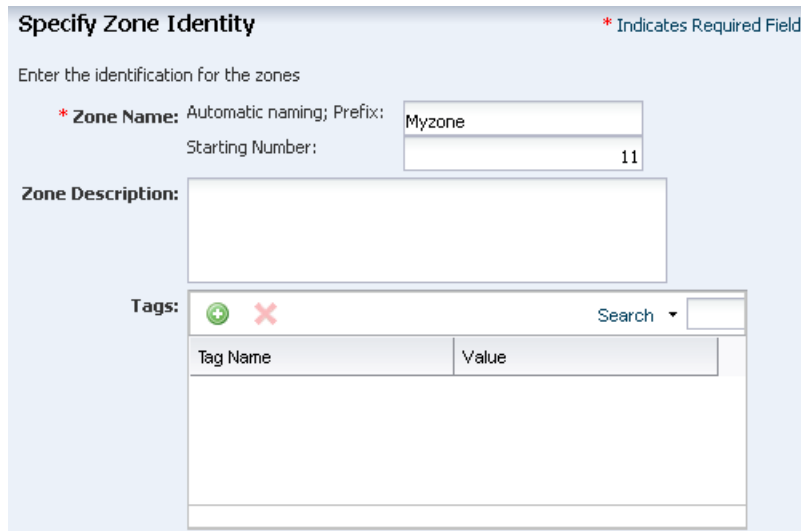 Specify Zone Identity
* Indicates Required Field
Enter the identification for the zones
* Zone Name: Automatic naming; Prefix: Myzone
Starting Number: 11
Zone Description:
Tags:
Search
Tag Name Value